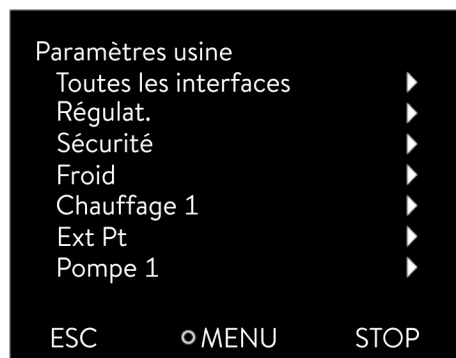 Paramètres usine
Toutes les interfaces
Régulat.
Sécurité
Froid
Chauffage 1
Ext Pt
Pompe 1
ESC MENU STOP